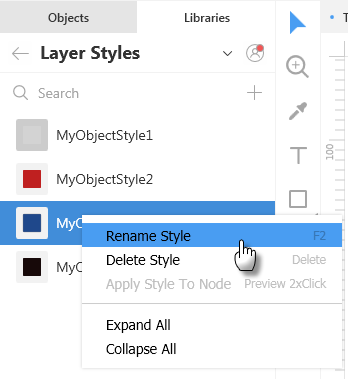 Objects Libraries T
Layer Styles
Search
MyObjectStyle1
MyObjectStyle2
MyO
Rename Style F2
Delete Style Delete
Apply Style To Node Preview 2xClick
Expand All
Collapse All
100